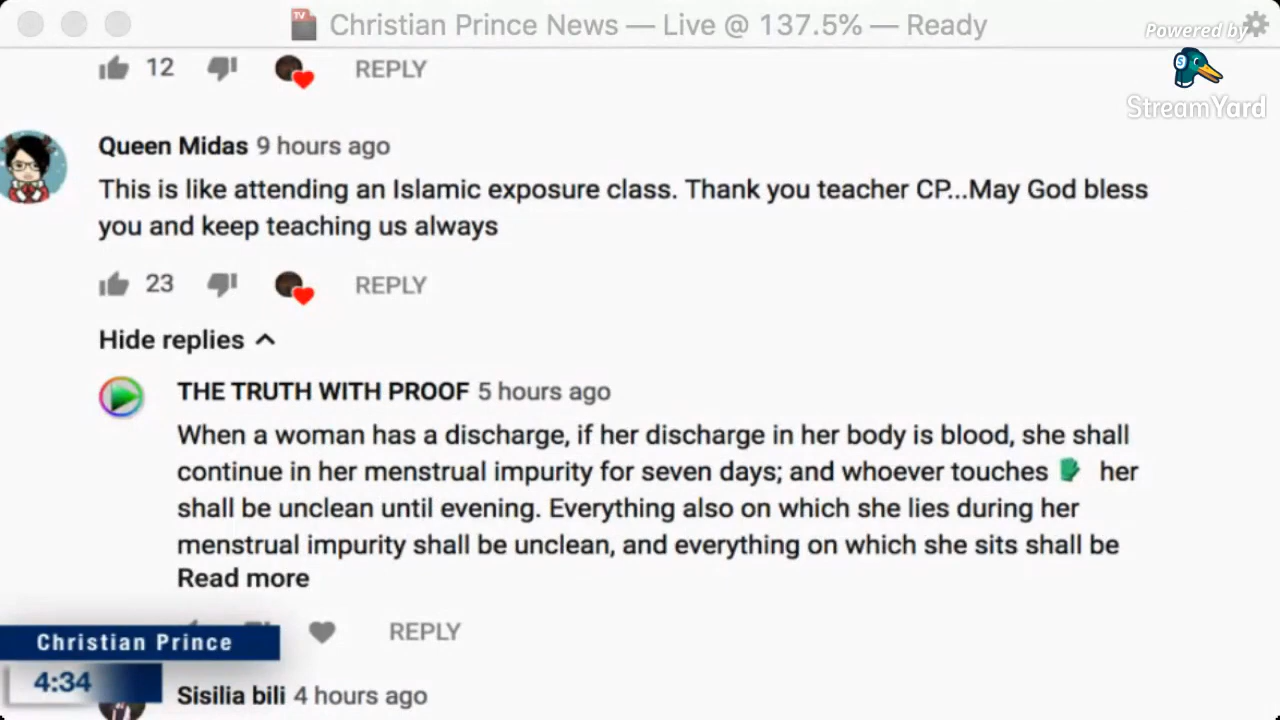 Christian Prince News — Live @ 137.5% — Ready
Powered by
StreamYard
12
REPLY
Queen Midas 9 hours ago
This is like attending an Islamic exposure class. Thank you teacher CP...May God bless
you and keep teaching us always
23
REPLY
Hide replies
THE TRUTH WITH PROOF 5 hours ago
When a woman has a discharge, if her discharge in her body is blood, she shall
continue in her menstrual impurity for seven days; and whoever touches her
shall be unclean until evening. Everything also on which she lies during her
menstrual impurity shall be unclean, and everything on which she sits shall be
Read more
REPLY
Christian Prince
4:34
Sisilia bili 4 hours ago